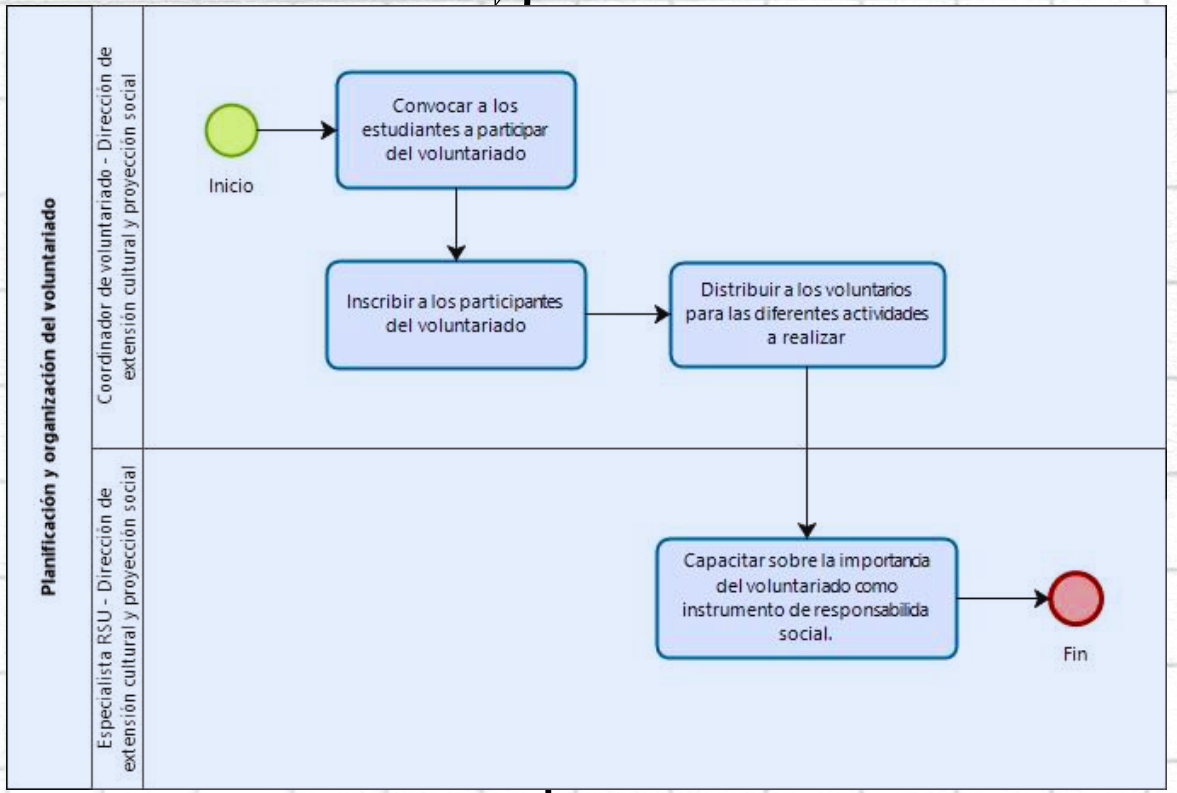 Planificación y organización del voluntariado
Coordinador de voluntariado - Dirección de
extensión cultural y proyección social
Inicio
Convocar a los
estudiantes a participar
del voluntariado
Inscribir a los participantes
del voluntariado
Distribuir a los voluntarios
para las diferentes actividades
a realizar
Especialista RSU - Dirección de
extensión cultural y proyección social
Capacitar sobre la importancia
del voluntariado como
instrumento de responsabilida
social.
Fin